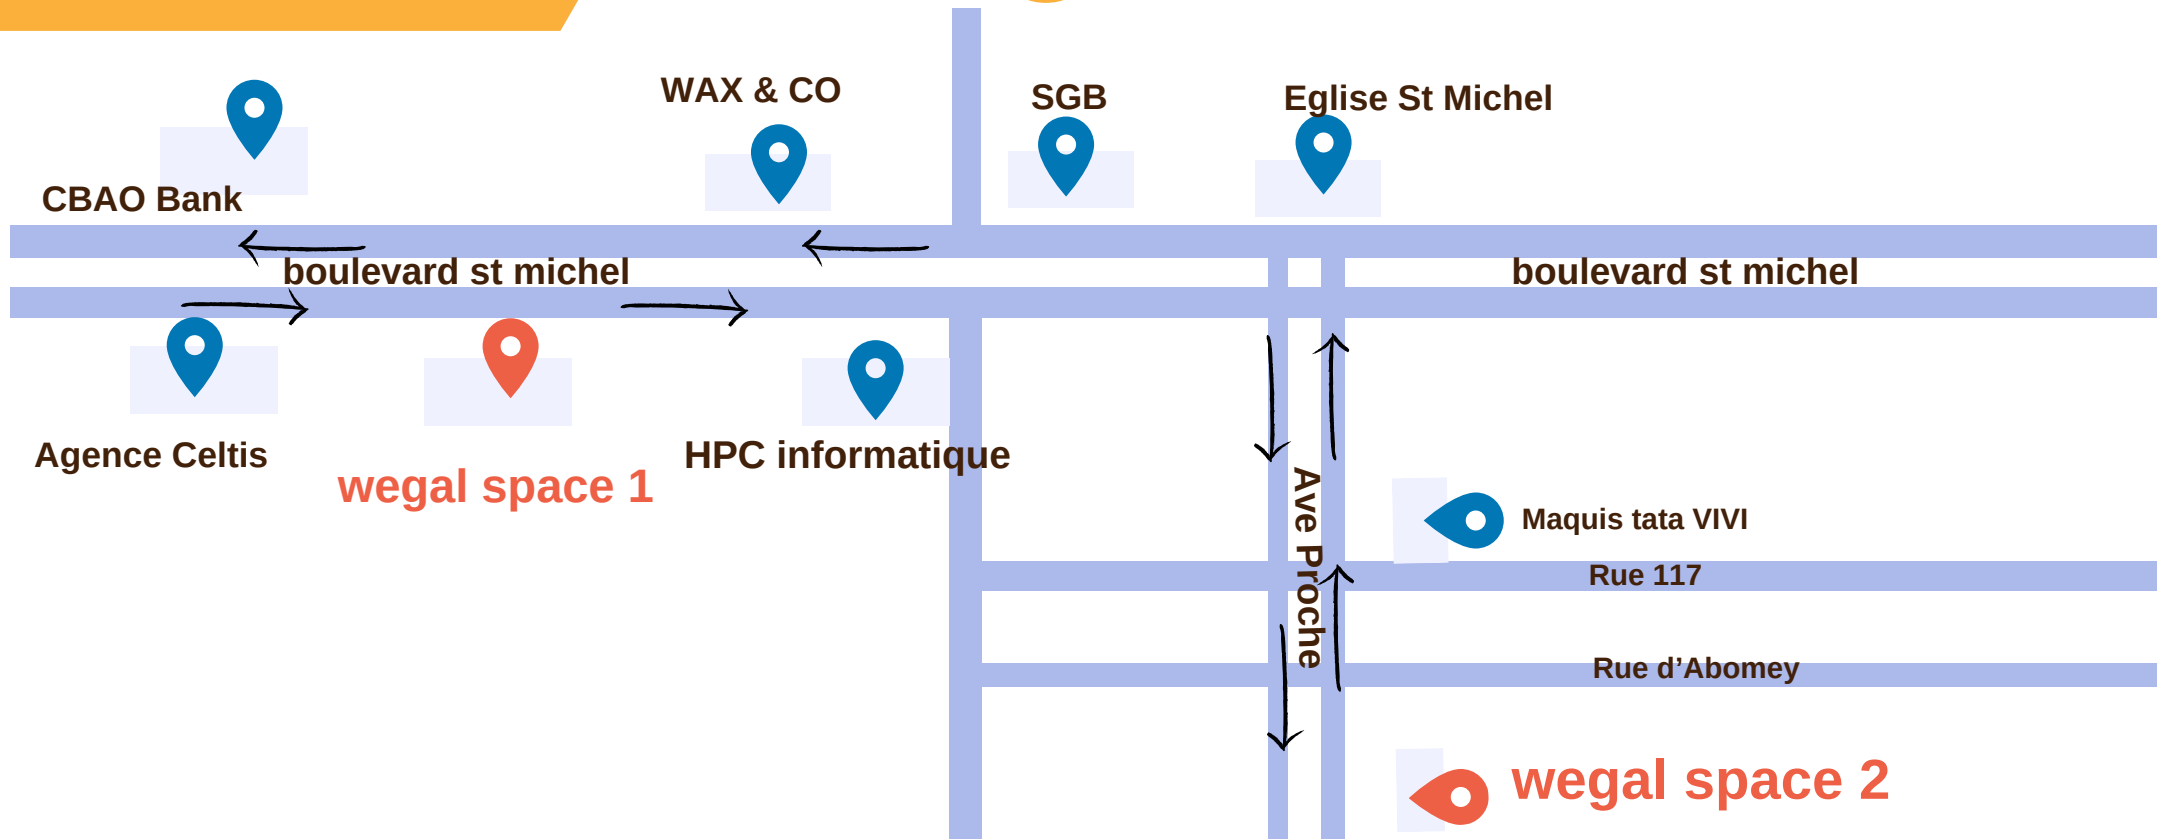 WAX & CO
SGB
Eglise St Michel
CBAO Bank
boulevard st michel
boulevard st michel
Agence Celtis
wegal space 1
HPC informatique
Ave Proche
Maquis tata VIVI
Rue 117
Rue d’Abomey
wegal space 2